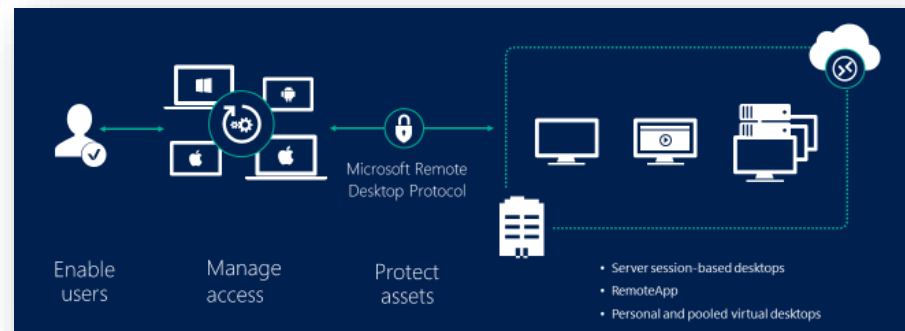 Microsoft Remote
Desktop Protocol
Enable
users
Manage
access
Protect
assets
• Server session-based desktops
• RemoteApp
• Personal and pooled virtual desktops